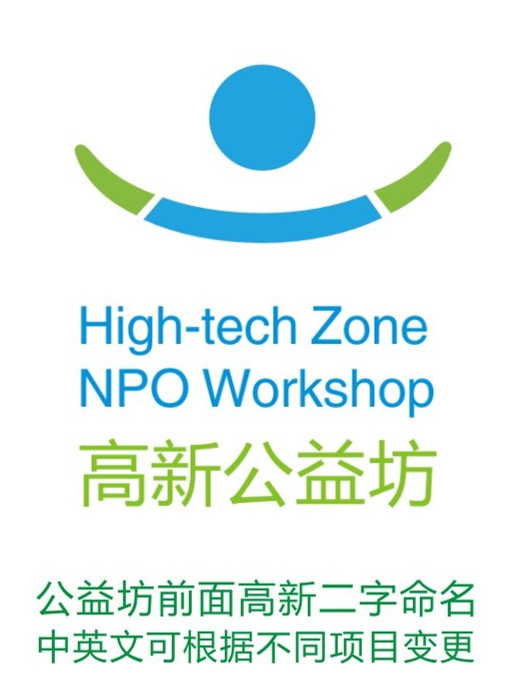 High-tech Zone
NPO Workshop
高新公益坊
公益坊前面高新二字命名
中英文可根据不同项目变更